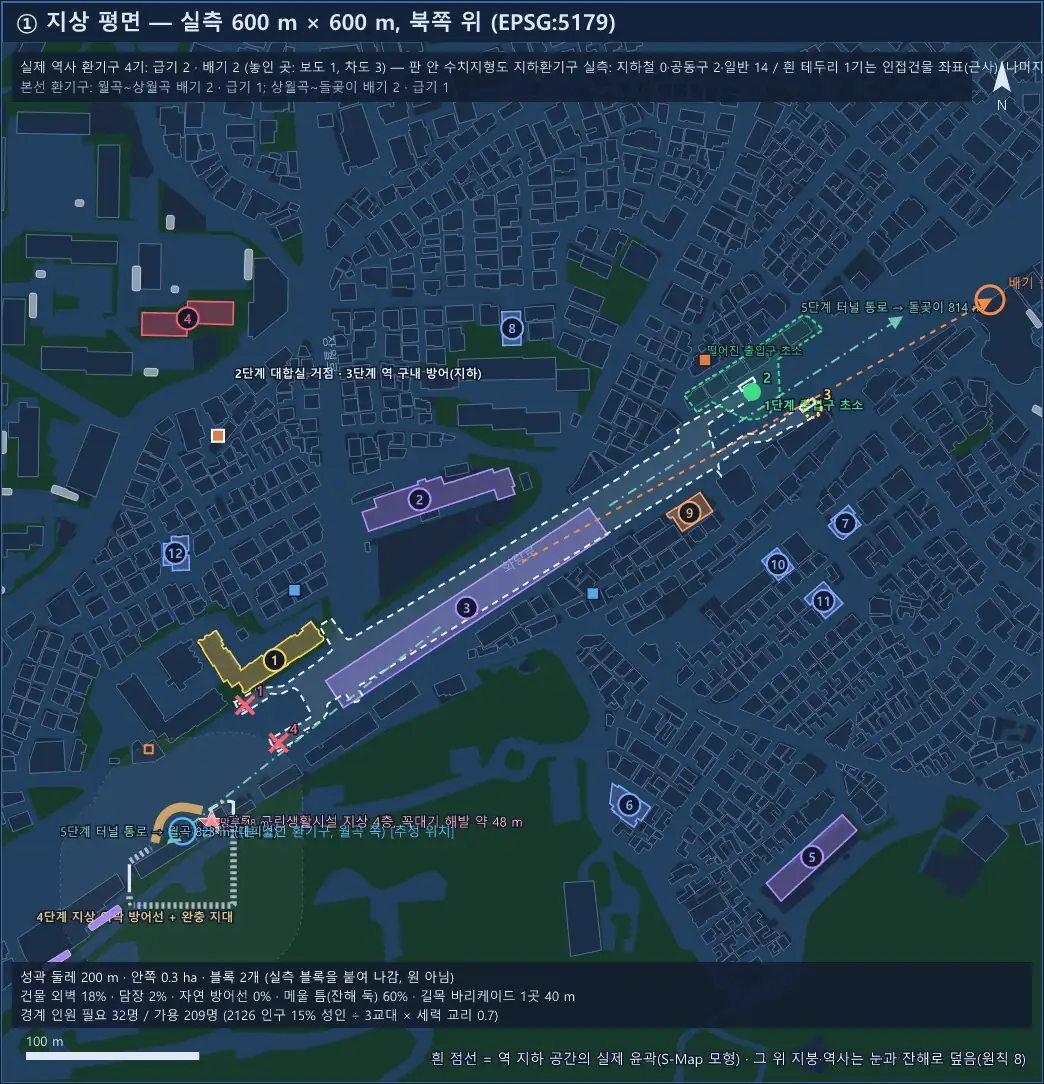 ① 지상 평면 — 실측 600 m × 600 m, 북쪽 위 (EPSG:5179)
실제 역사 환기구 4기: 급기 2 · 배기 2 (놓인 곳: 보도 1, 차도 3) — 판 안 수치지형도 지하환기구 실측: 지하철 0·공동구 2·일반 14 / 흰 테두리 1기는 인접건물 좌표(근사)
본선 환기구: 월곡~상월곡 배기 2 · 급기 1; 상월곡~돌곶이 배기 2 · 급기 1
N
배기
5단계 터널 통로 → 돌곶이 814
4
8
떨어진 출입구 초소
2단계 대합실 거점 · 3단계 역 구내 방어(지하)
2
3
1단계 출입구 초소
2
9
7
12
10
11
3
1
1
4
6
근린생활시설 지상 4층, 꼭대기 해발 약 48 m
5단계 터널 통로 → 월곡
환기구, 월곡 쪽) [추정 위치]
5
4단계 지상 외곽 방어선 + 완충 지대
성곽 둘레 200 m · 안쪽 0.3 ha · 블록 2개 (실측 블록을 붙여 나감, 원 아님)
건물 외벽 18% · 담장 2% · 자연 방어선 0% · 메울 틈(잔해 둑) 60% · 길목 바리케이드 1곳 40 m
경계 인원 필요 32명 / 가용 209명 (2126 인구 15% 성인 ÷ 3교대 × 세력 교리 0.7)
100 m
흰 점선 = 역 지하 공간의 실제 윤곽(S-Map 모형) · 그 위 지붕·역사는 눈과 잔해로 덮음(원칙 8)